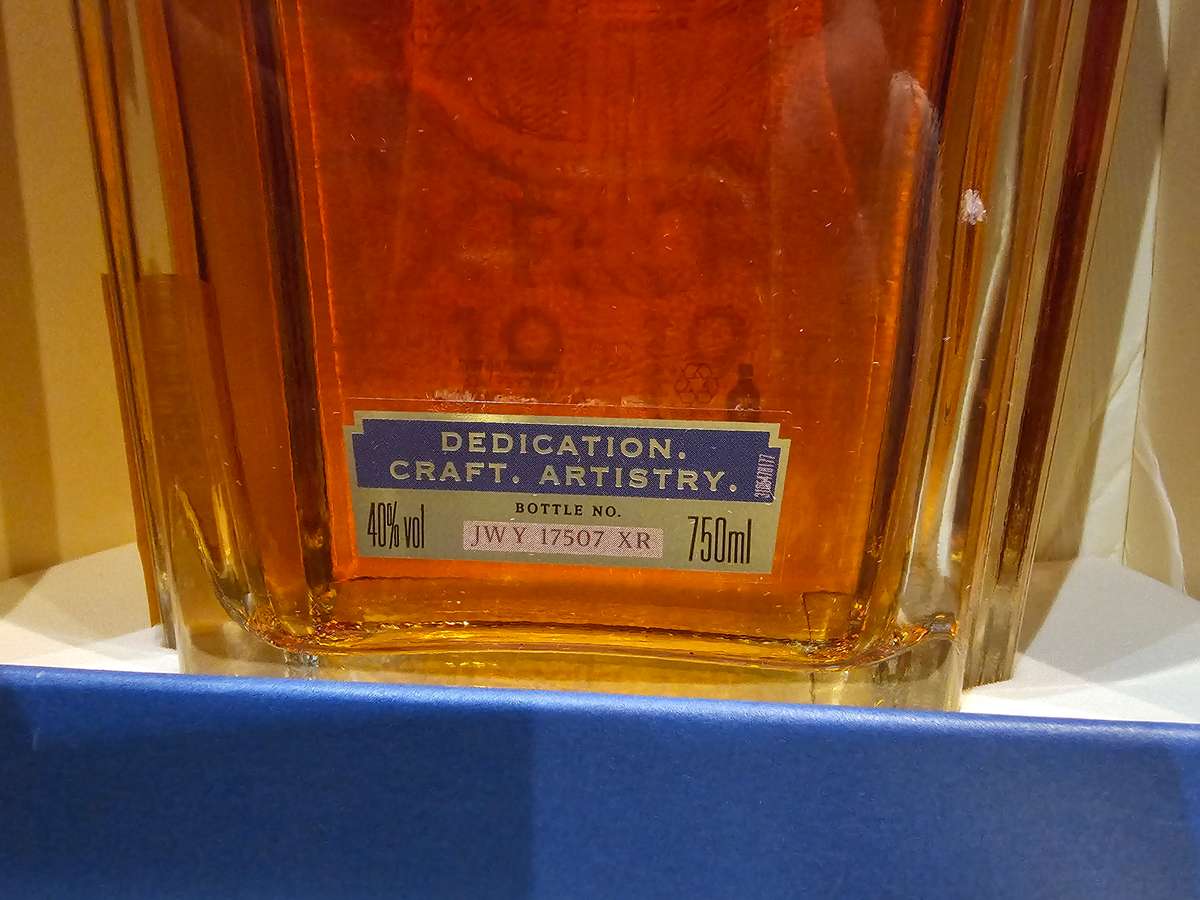 DEDICATION.
CRAFT. ARTISTRY.
BOTTLE NO.
40% vol
JWY 17507 XR
750ml